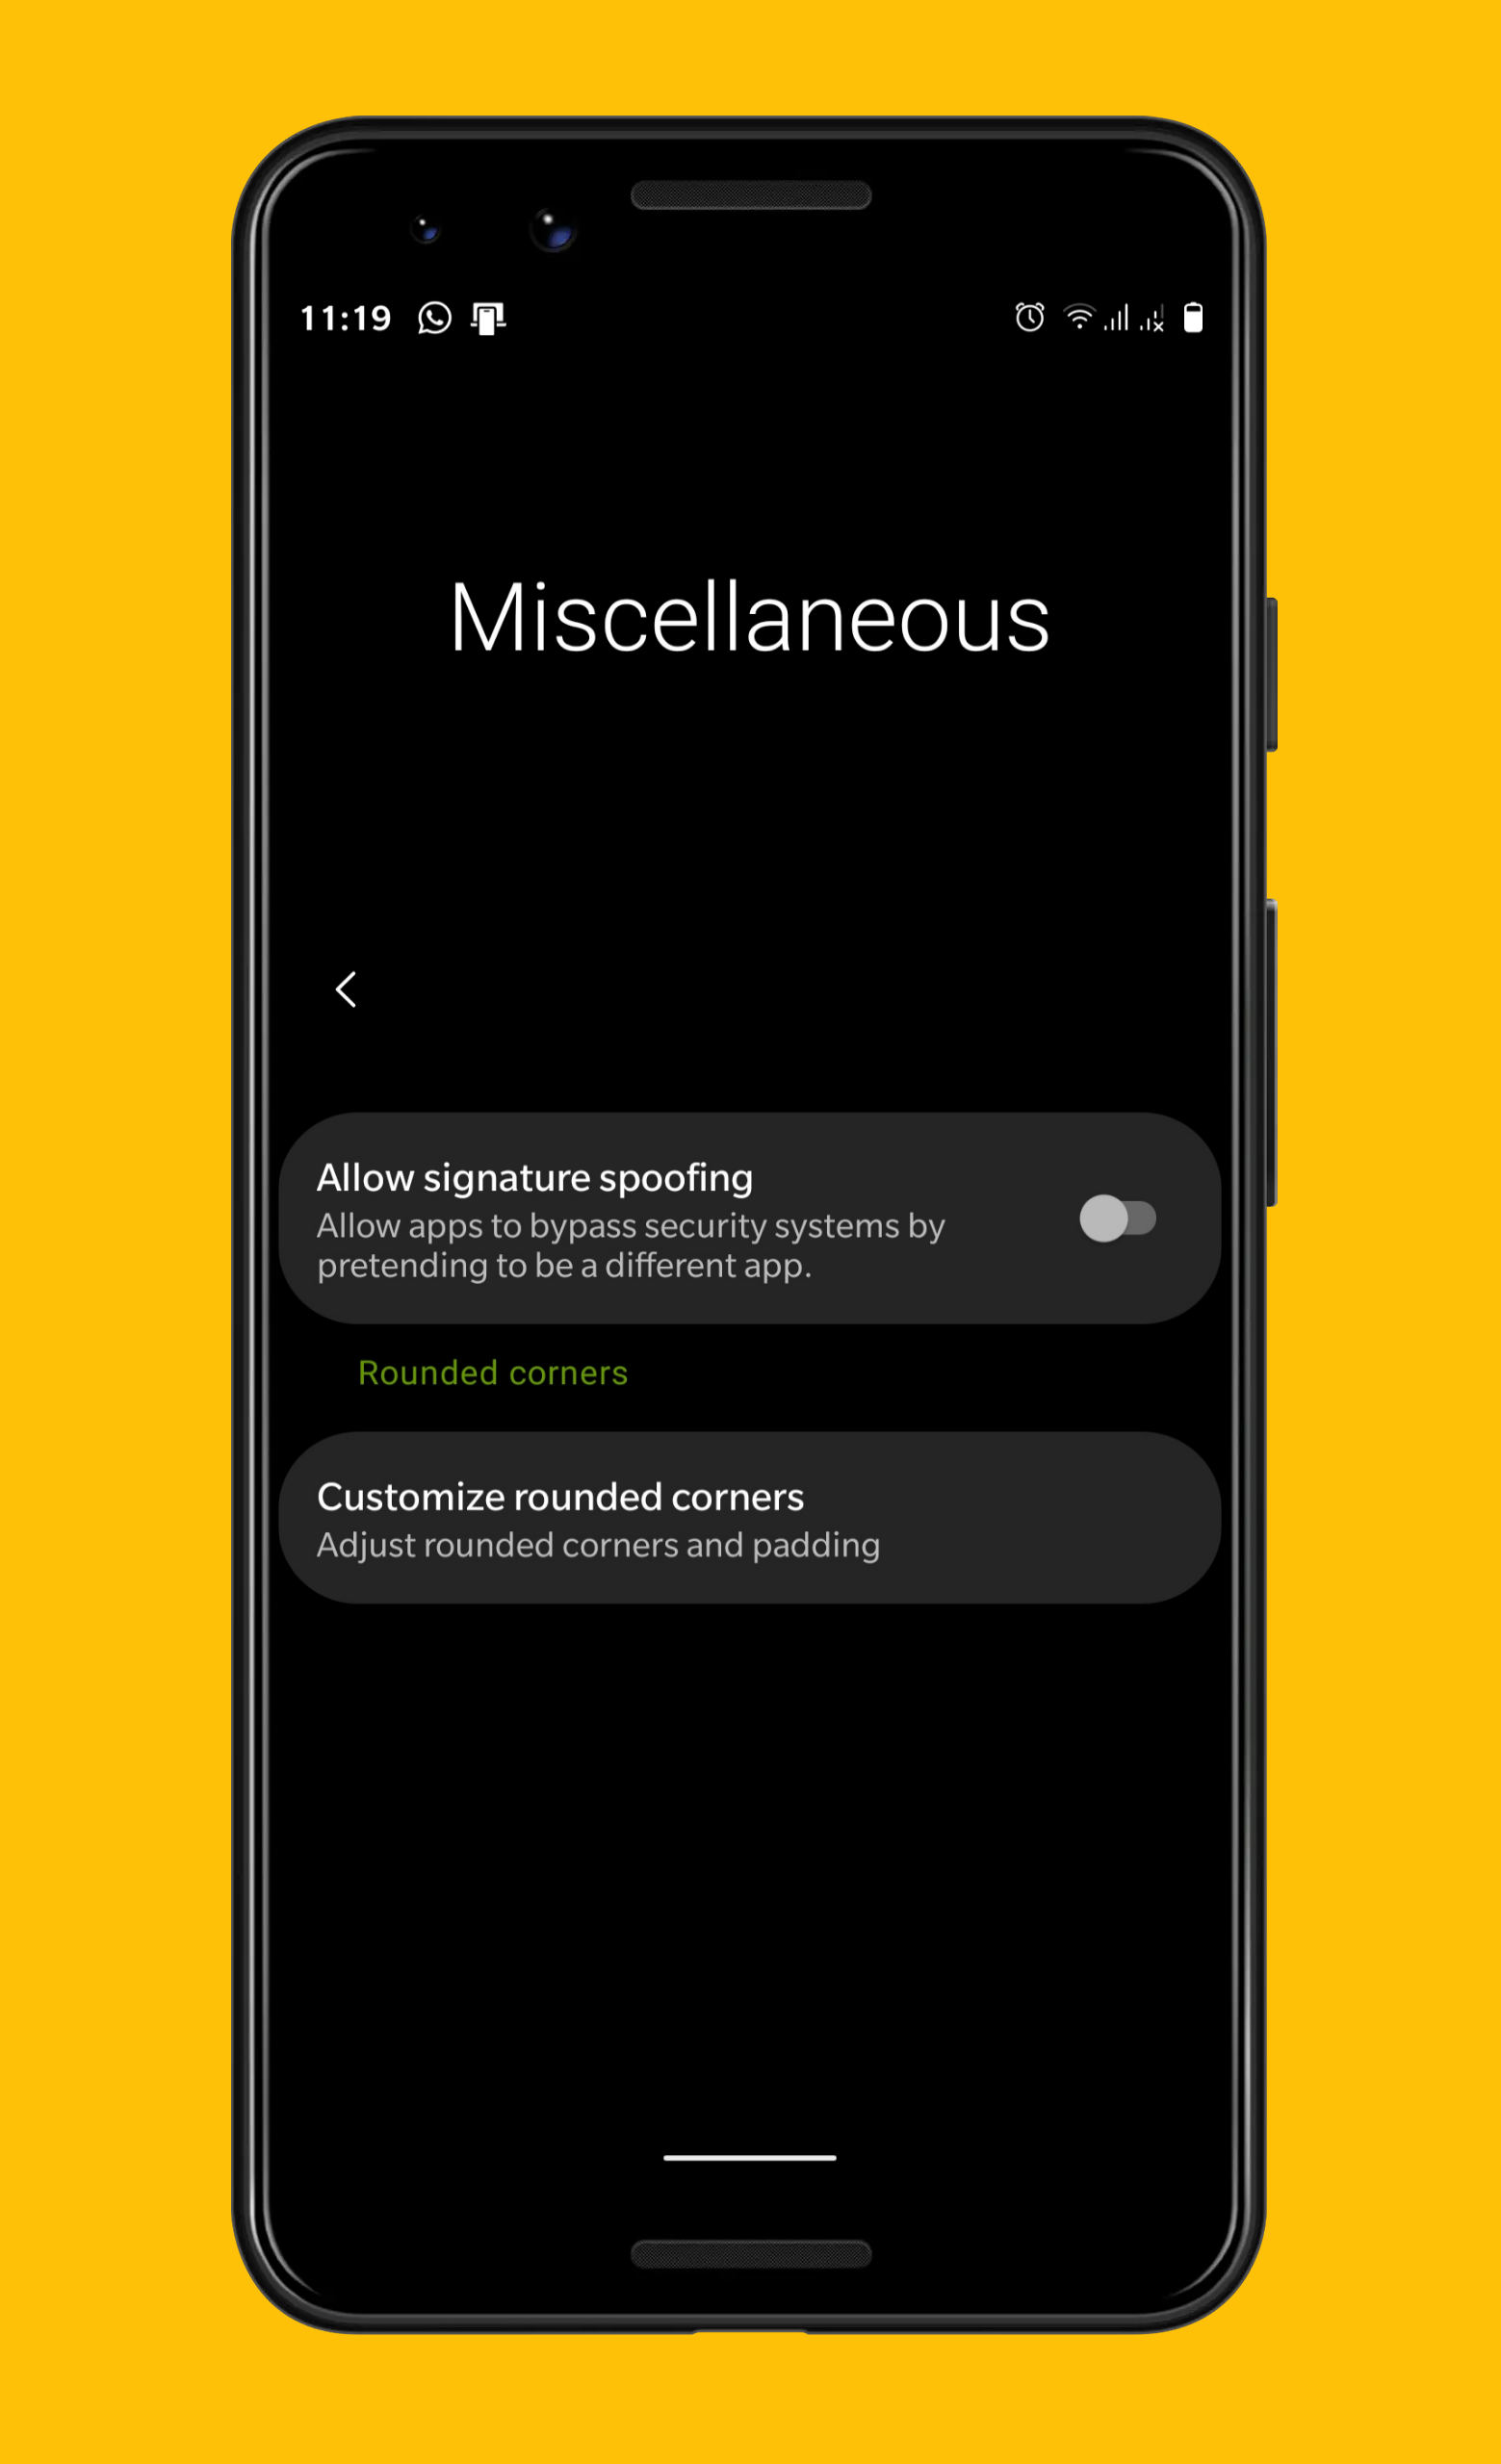 11:19
Miscellaneous
Allow signature spoofing
Allow apps to bypass security systems by
pretending to be a different app.
Rounded corners
Customize rounded corners
Adjust rounded corners and padding